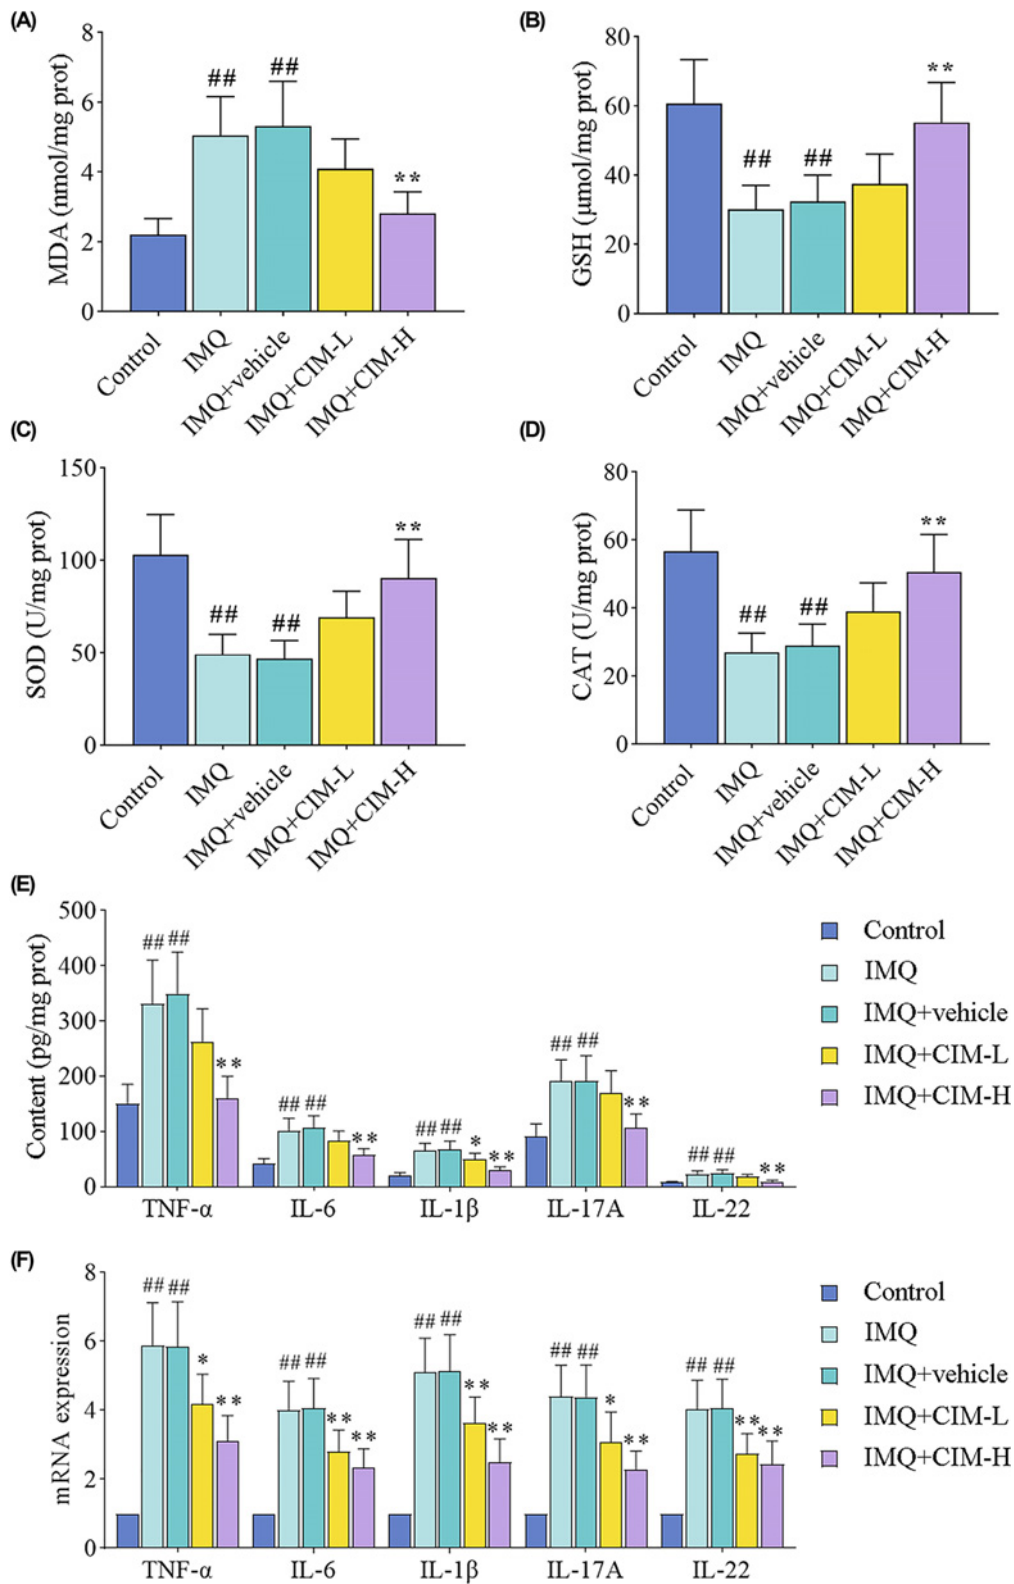 (A)
MDA (nmol/mg prot)
8
6
4
2
0
##
##
**
Control
IMQ
IMQ+vehicle
IMQ+CIM-L
IMQ+CIM-H
(B)
GSH (μmol/mg prot)
80
60
40
20
0
##
##
**
Control
IMQ
IMQ+vehicle
IMQ+CIM-L
IMQ+CIM-H
(C)
SOD (U/mg prot)
150
100
50
0
##
##
**
Control
IMQ
IMQ+vehicle
IMQ+CIM-L
IMQ+CIM-H
(D)
CAT (U/mg prot)
80
60
40
20
0
##
##
**
Control
IMQ
IMQ+vehicle
IMQ+CIM-L
IMQ+CIM-H
(E)
Content (pg/mg prot)
500
400
300
200
100
0
## ## **
## ## **
## ## * **
## ## **
## ## **
TNF-α IL-6 IL-1β IL-17A IL-22
Control
IMQ
IMQ+vehicle
IMQ+CIM-L
IMQ+CIM-H
(F)
mRNA expression
8
6
4
2
0
## ## * **
## ## ** **
## ## ** **
## ## * **
## ## ** **
TNF-α IL-6 IL-1β IL-17A IL-22
Control
IMQ
IMQ+vehicle
IMQ+CIM-L
IMQ+CIM-H